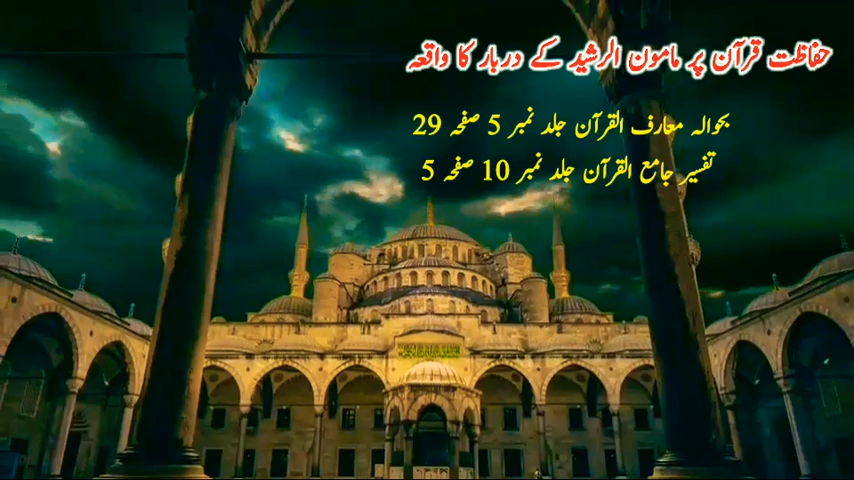 حفاظت قرآن پر مامون الرشید کے دربار کا واقعہ
بحوالہ معارف القرآن جلد نمبر 5 صفحہ 29
تفسیر جامع القرآن جلد نمبر 10 صفحہ 5